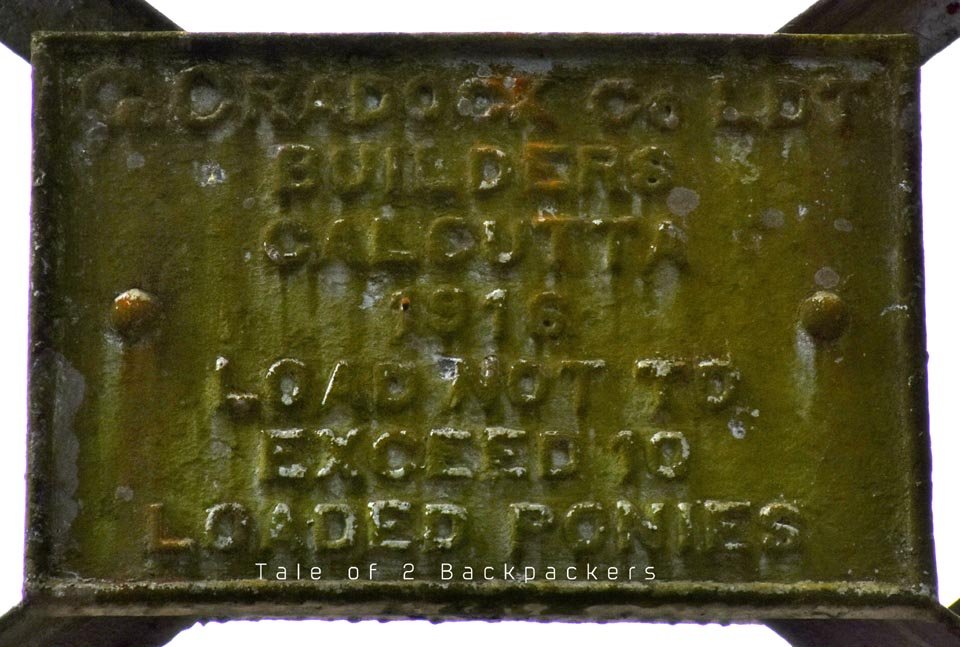 G. CRADOCK Co LDT
BUILDERS
CALCUTTA
1916
LOAD NOT TO
EXCEED 10
LOADED PONIES
Tale of 2 Backpackers